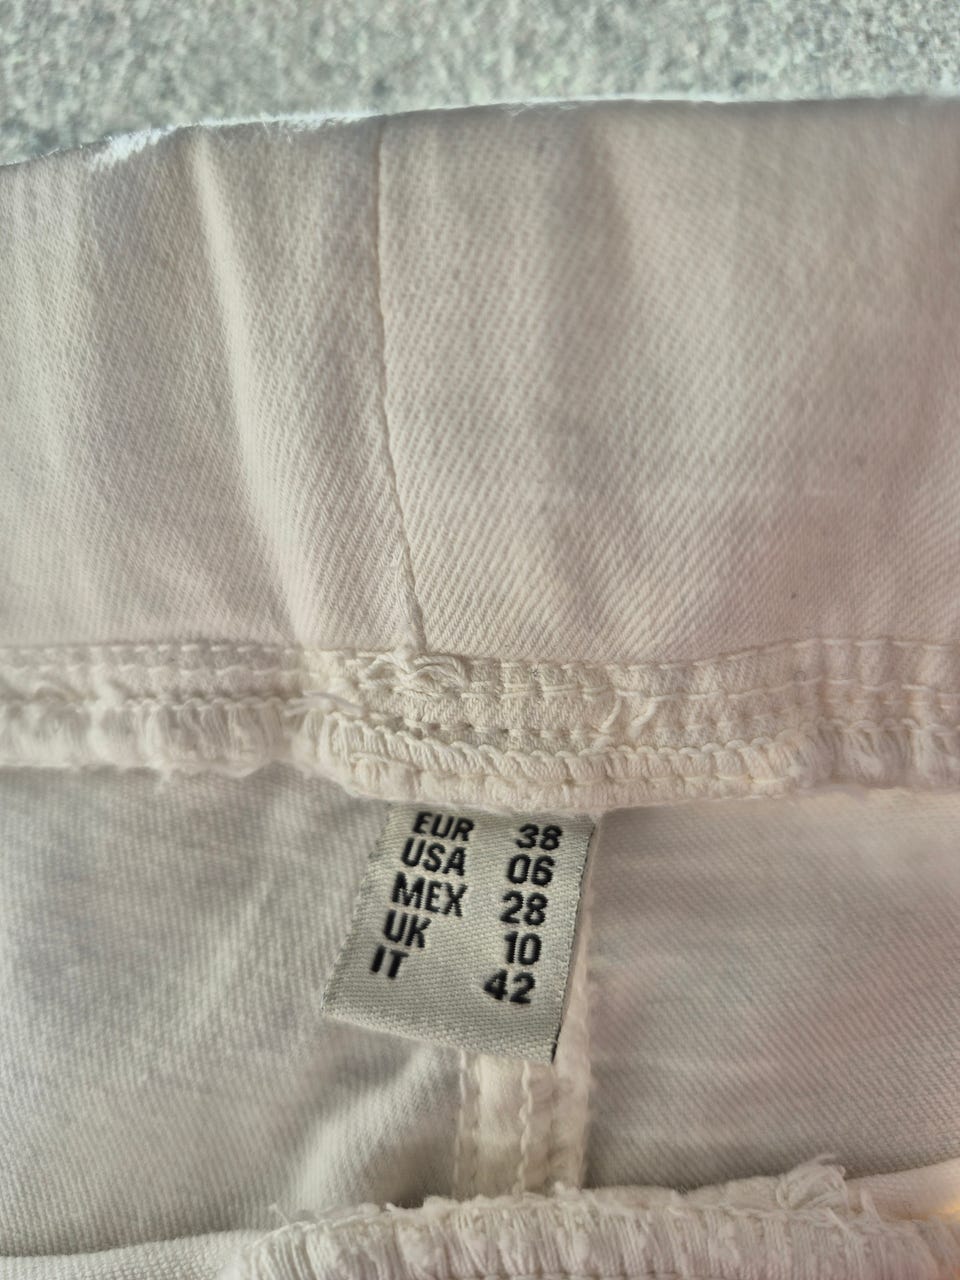 EUR 38
USA 06
MEX 28
UK 10
IT 42